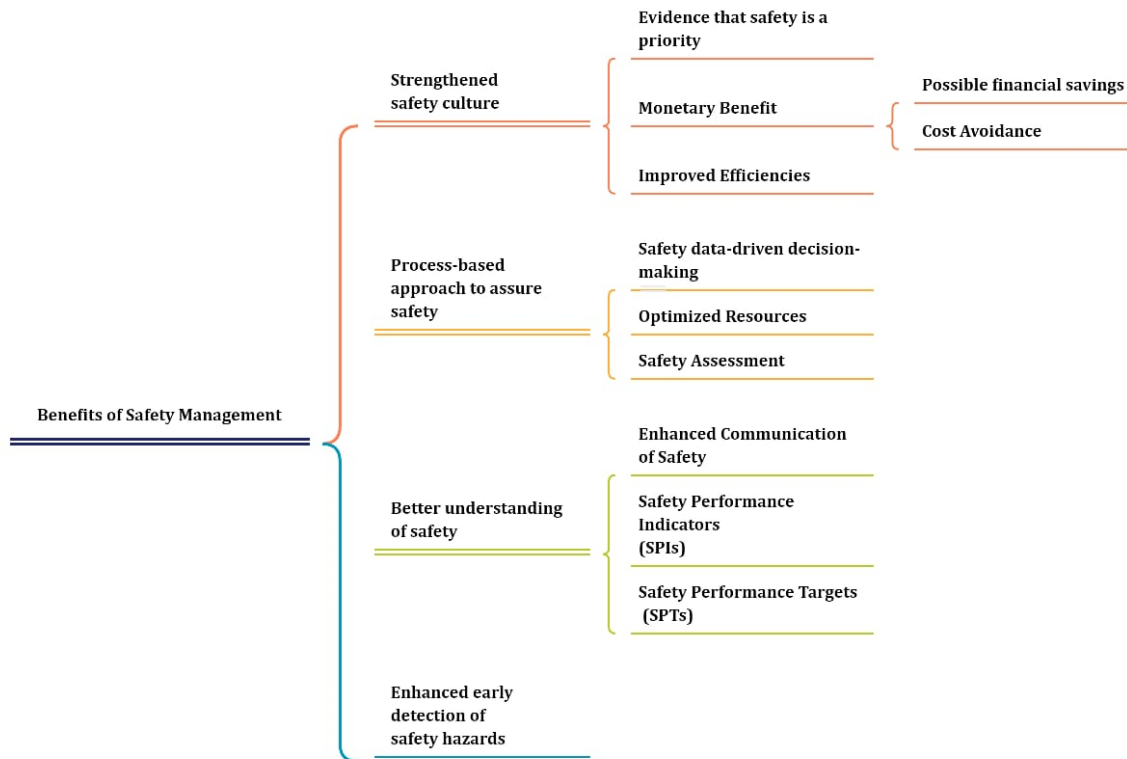 Benefits of Safety Management
Strengthened
safety culture
Evidence that safety is a
priority
Monetary Benefit
Possible financial savings
Cost Avoidance
Improved Efficiencies
Process-based
approach to assure
safety
Safety data-driven decision-
making
Optimized Resources
Safety Assessment
Better understanding
of safety
Enhanced Communication
of Safety
Safety Performance
Indicators
(SPIs)
Safety Performance Targets
(SPTs)
Enhanced early
detection of
safety hazards